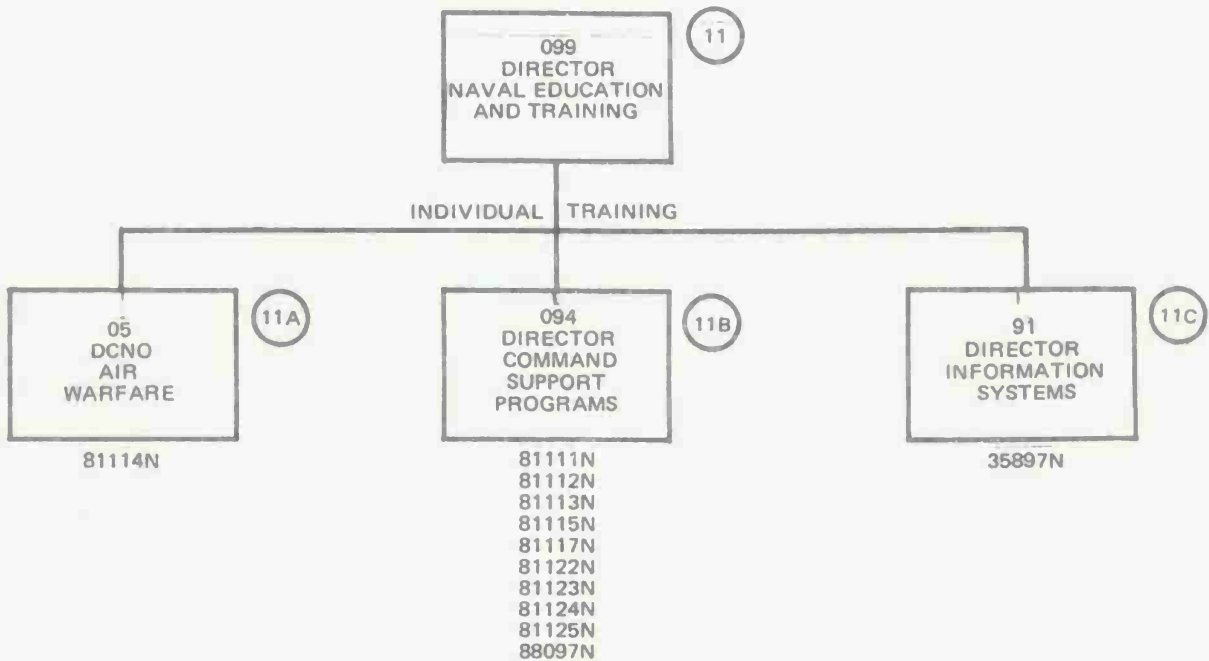 099
DIRECTOR
NAVAL EDUCATION
AND TRAINING
11
INDIVIDUAL TRAINING
05
DCNO
AIR
WARFARE
11A
81114N
094
DIRECTOR
COMMAND
SUPPORT
PROGRAMS
11B
81111N
81112N
81113N
81115N
81117N
81122N
81123N
81124N
81125N
88097N
91
DIRECTOR
INFORMATION
SYSTEMS
11C
35897N